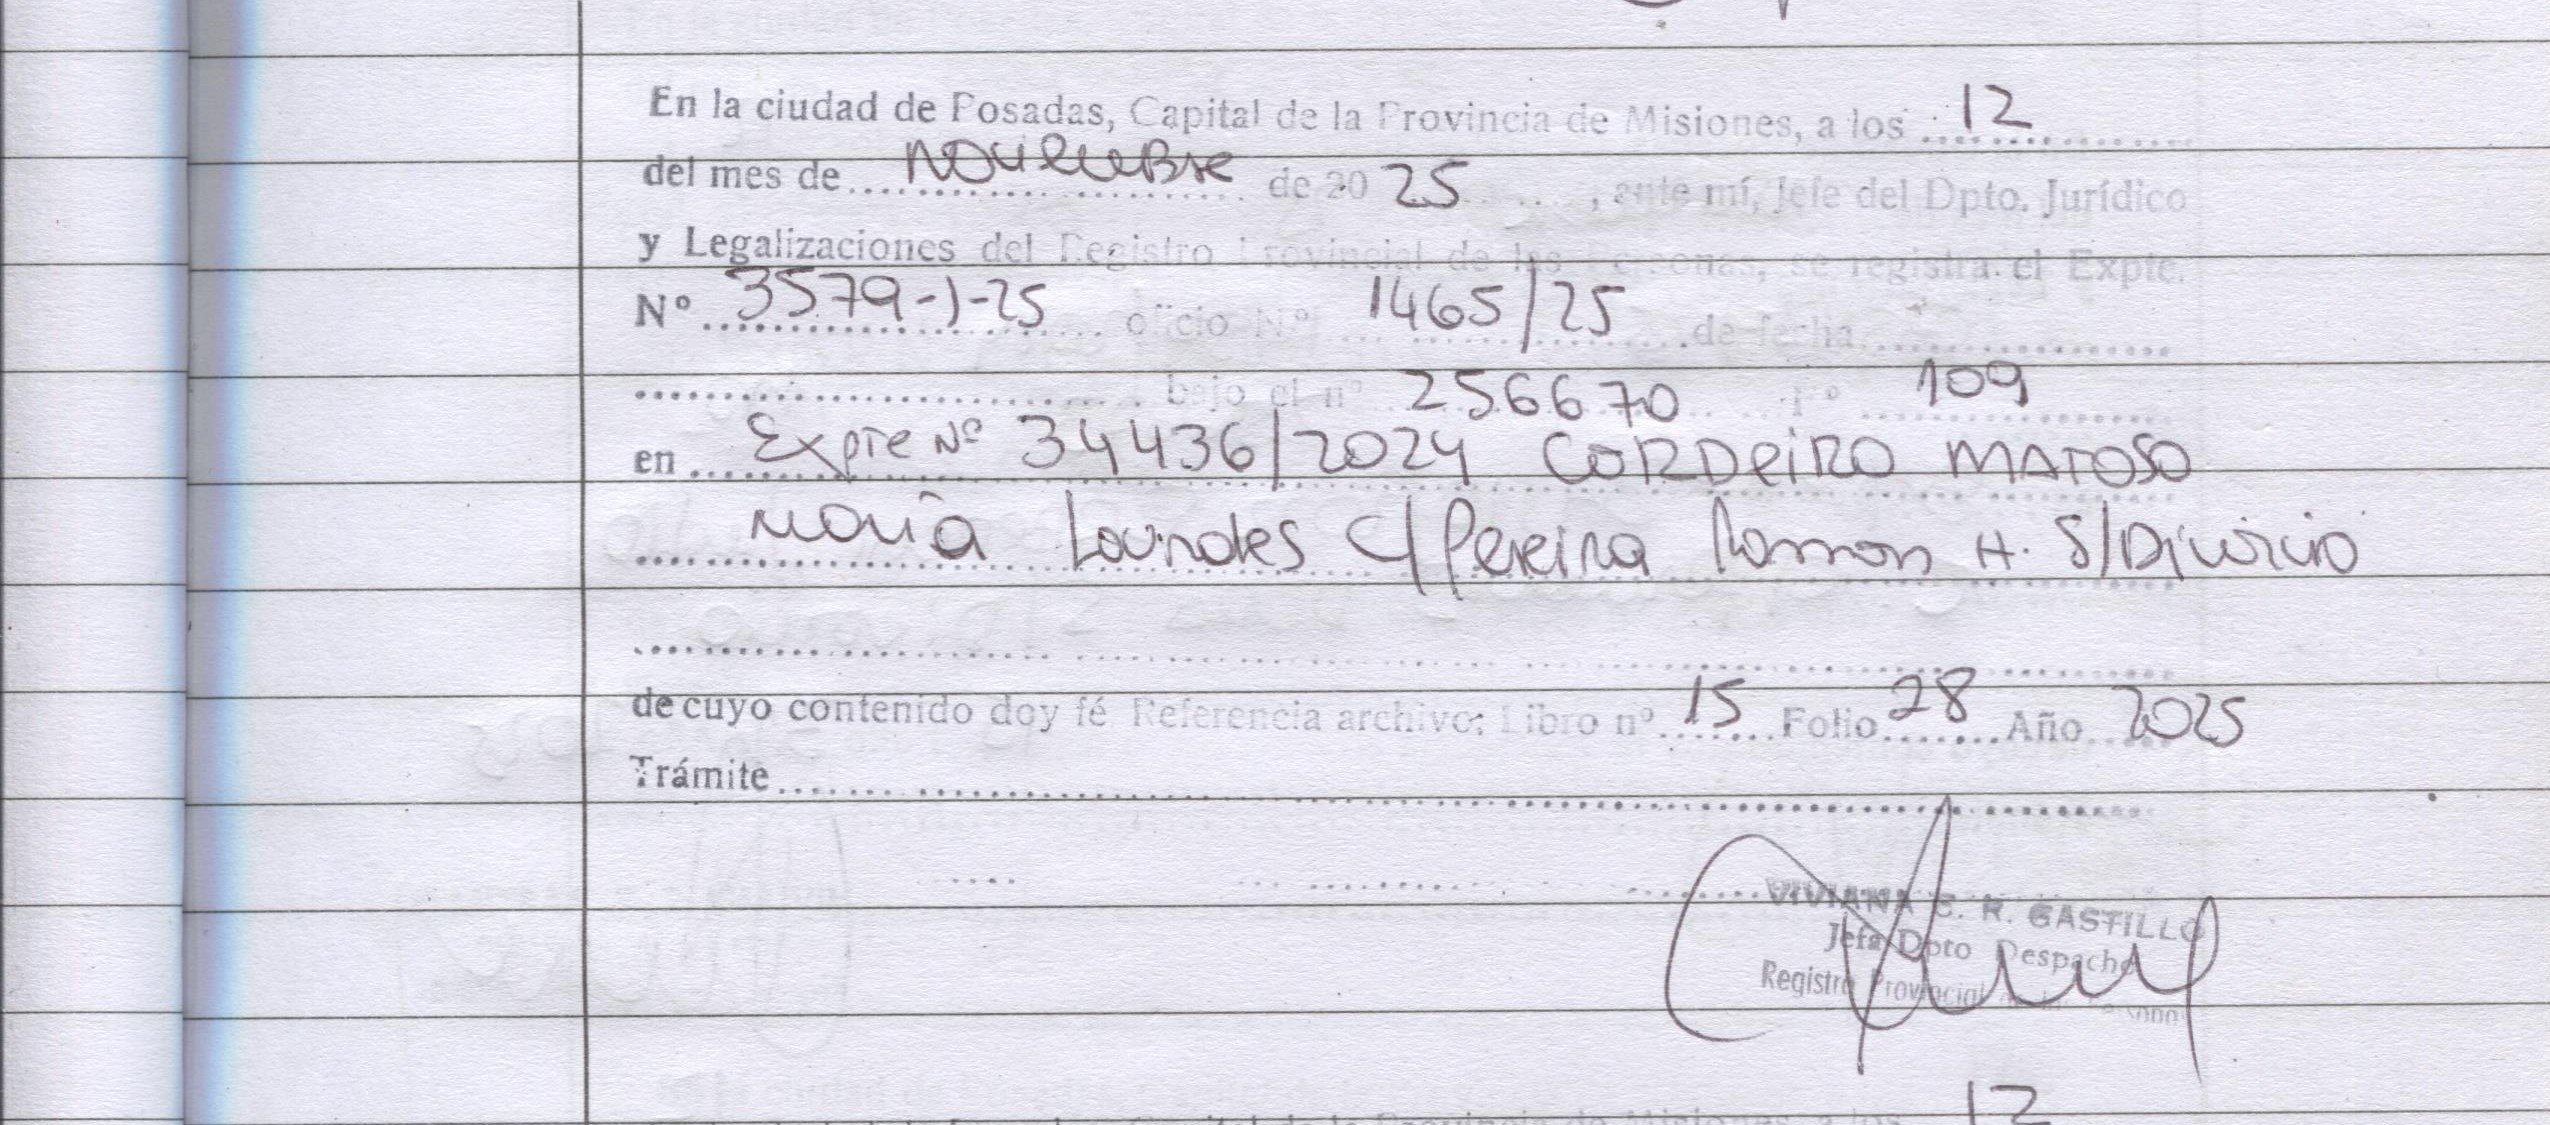 En la ciudad de Posadas, Capital de la Provincia de Misiones, a los 12
del mes de Noviembre de 20 25, ante mí, Jefe del Dpto. Jurídico
y Legalizaciones del Registro Provincial de las Personas, se registra el Expte.
Nº 3579-J-25 oficio Nº 1465/25 de fecha
bajo el nº 256670 Fº 109
en Expte Nº 34436/2024 CORDEIRO MATOSO
Maria Lourdes C/ Pereira Ramon H. S/Divorcio
de cuyo contenido doy fé Referencia archivo: Libro nº 15 Folio 28 Año 2025
Trámite
VIVIANA C. R. CASTILLO
Jefa Dpto Despacho
Registro Provincial
12